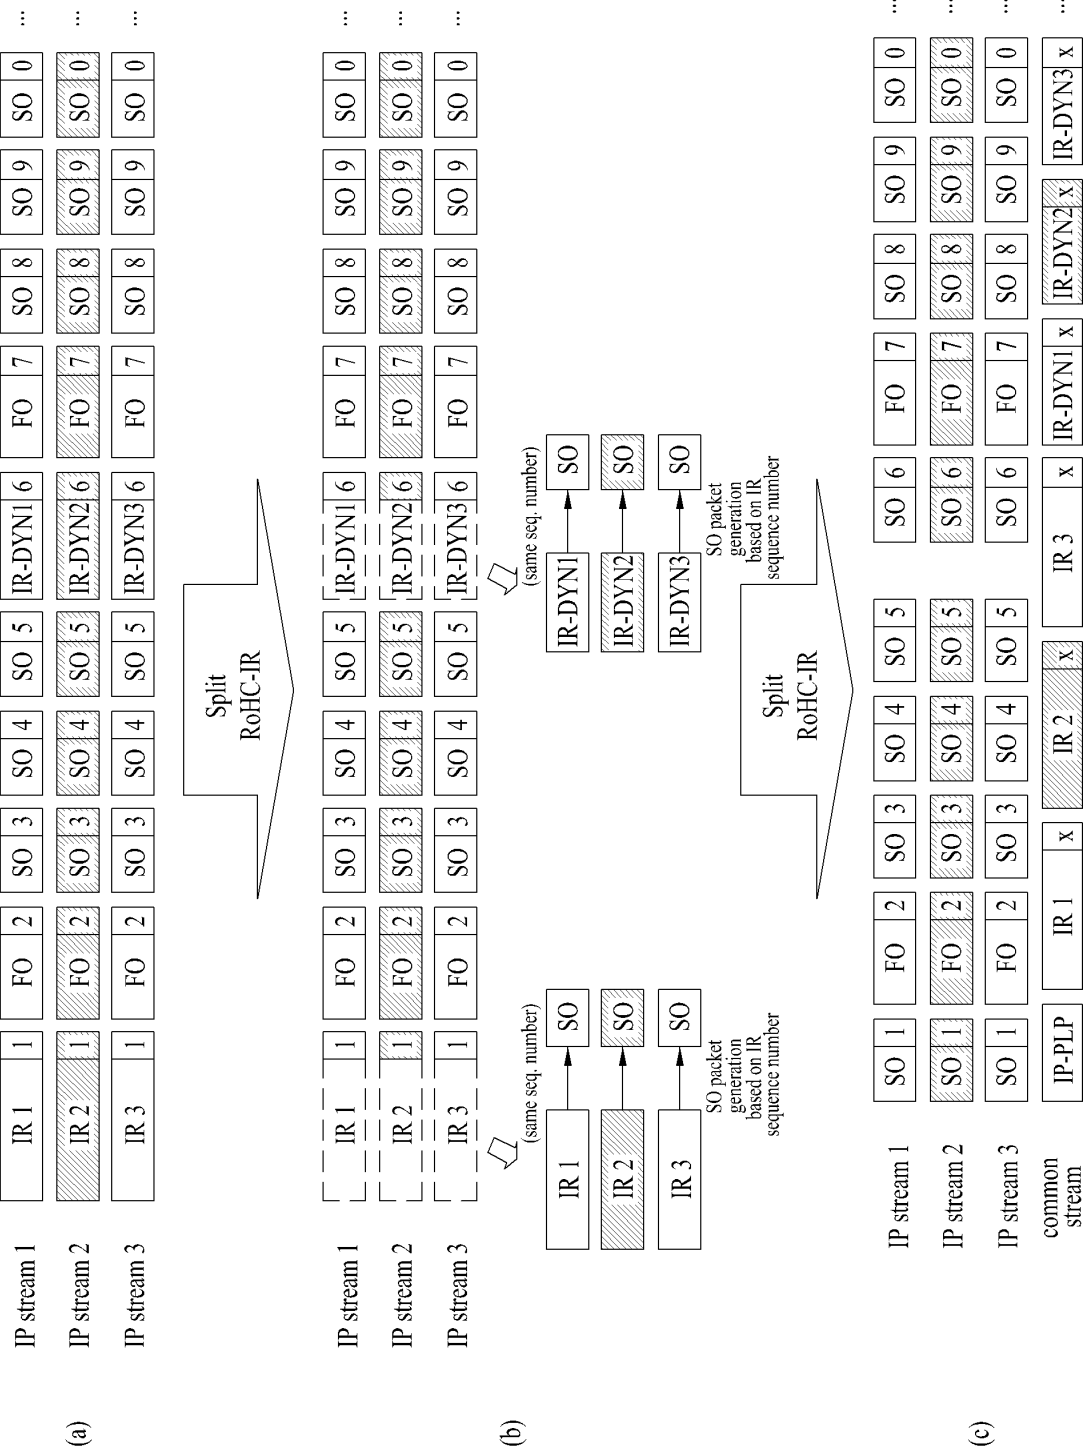 (a)
IP stream 1 IR 1 1 FO 2 SO 3 SO 4 SO 5 IR-DYN1 6 FO 7 SO 8 SO 9 SO 0 ...
IP stream 2 IR 2 1 FO 2 SO 3 SO 4 SO 5 IR-DYN2 6 FO 7 SO 8 SO 9 SO 0 ...
IP stream 3 IR 3 1 FO 2 SO 3 SO 4 SO 5 IR-DYN3 6 FO 7 SO 8 SO 9 SO 0 ...
Split
RoHC-IR
(b)
IP stream 1 IR 1 1 FO 2 SO 3 SO 4 SO 5 IR-DYN1 6 FO 7 SO 8 SO 9 SO 0 ...
IP stream 2 IR 2 1 FO 2 SO 3 SO 4 SO 5 IR-DYN2 6 FO 7 SO 8 SO 9 SO 0 ...
IP stream 3 IR 3 1 FO 2 SO 3 SO 4 SO 5 IR-DYN3 6 FO 7 SO 8 SO 9 SO 0 ...
(same seq. number)
IR 1 SO
IR 2 SO
IR 3 SO
SO packet
generation
based on IR
sequence number
(same seq. number)
IR-DYN1 SO
IR-DYN2 SO
IR-DYN3 SO
SO packet
generation
based on IR
sequence number
Split
RoHC-IR
(c)
IP stream 1 SO 1 FO 2 SO 3 SO 4 SO 5 SO 6 FO 7 SO 8 SO 9 SO 0 ...
IP stream 2 SO 1 FO 2 SO 3 SO 4 SO 5 SO 6 FO 7 SO 8 SO 9 SO 0 ...
IP stream 3 SO 1 FO 2 SO 3 SO 4 SO 5 SO 6 FO 7 SO 8 SO 9 SO 0 ...
common
stream
IP-PLP IR 1 x IR 2 x IR 3 x IR-DYN1 x IR-DYN2 x IR-DYN3 x ...